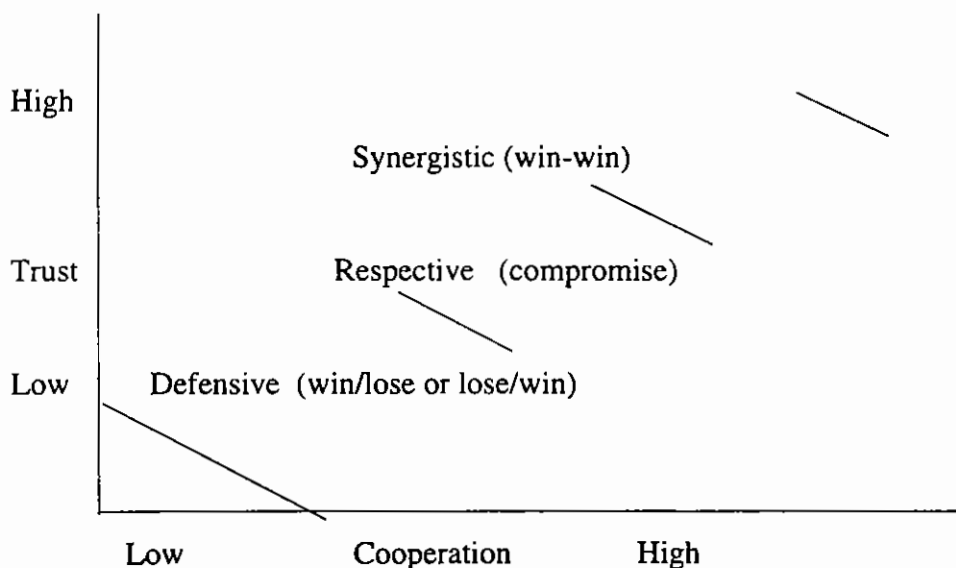 High
Synergistic (win-win)
Trust Respective (compromise)
Low Defensive (win/lose or lose/win)
Low Cooperation High